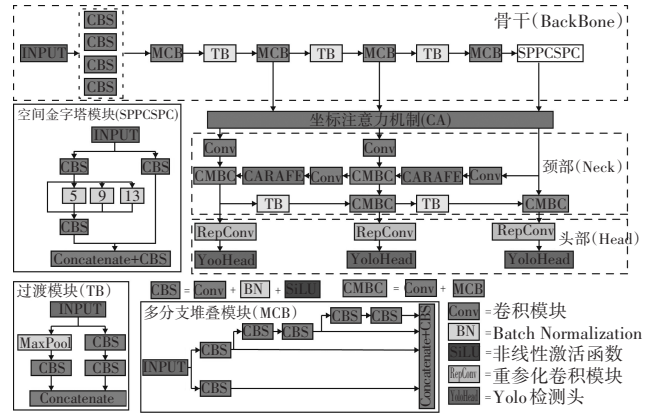 骨干(BackBone)
CBS
CBS
CBS
CBS
INPUT
MCB
TB
MCB
TB
MCB
TB
MCB
SPPCSPC
坐标注意力机制(CA)
空间金字塔模块(SPPCSPC)
INPUT
CBS
CBS
5
9
13
CBS
Concatenate+CBS
颈部(Neck)
Conv
Conv
CMBC
CARAFE
Conv
CMBC
CARAFE
Conv
TB
CMBC
TB
CMBC
头部(Head)
RepConv
RepConv
RepConv
YooHead
YoloHead
YoloHead
过渡模块(TB)
INPUT
MaxPool
CBS
CBS
CBS
Concatenate
CBS=Conv+BN+SiLU
CMBC=Conv+MCB
多分支堆叠模块(MCB)
INPUT
CBS
CBS
CBS
CBS
CBS
CBS
Concatenate+CBS
Conv=卷积模块
BN=Batch Normalization
SiLU=非线性激活函数
RepConv=重参化卷积模块
YoloHead=Yolo检测头